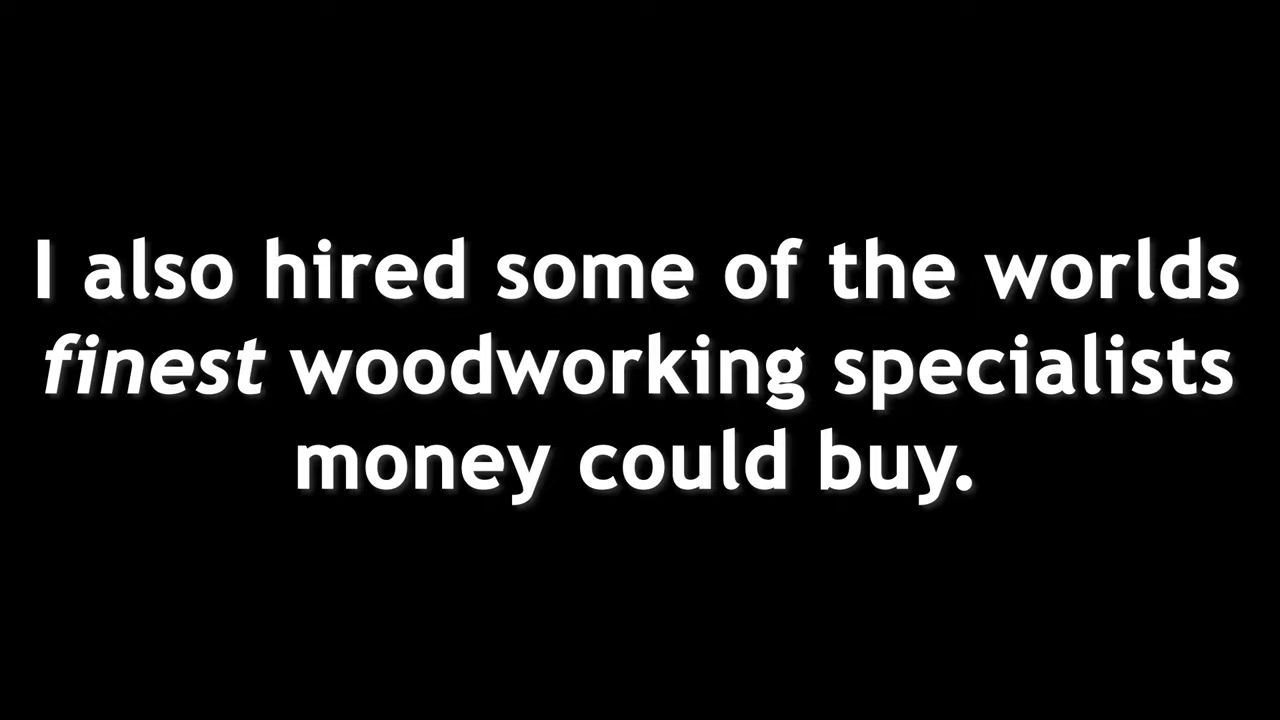 I also hired some of the worlds
finest woodworking specialists
money could buy.